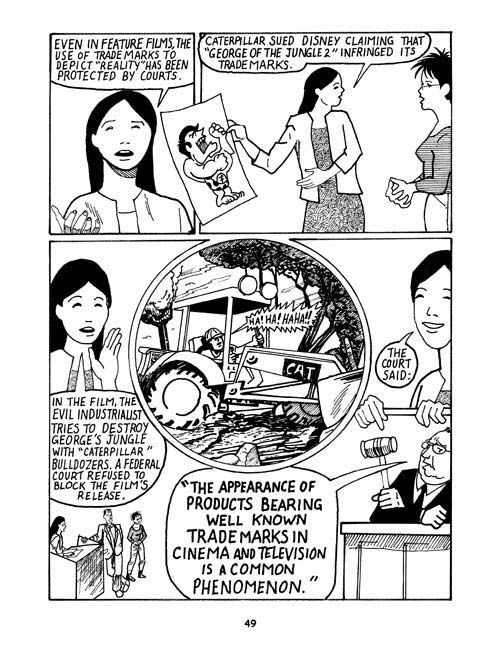 EVEN IN FEATURE FILMS, THE
USE OF TRADEMARKS TO
DEPICT "REALITY" HAS BEEN
PROTECTED BY COURTS.
CATERPILLAR SUED DISNEY CLAIMING THAT
"GEORGE OF THE JUNGLE 2" INFRINGED ITS
TRADEMARKS.
HA! HA! HAHA!!
CAT
IN THE FILM, THE
EVIL INDUSTRIALIST
TRIES TO DESTROY
GEORGE'S JUNGLE
WITH "CATERPILLAR"
BULLDOZERS. A FEDERAL
COURT REFUSED TO
BLOCK THE FILM'S
RELEASE.
THE
COURT
SAID:
"THE APPEARANCE OF
PRODUCTS BEARING
WELL KNOWN
TRADEMARKS IN
CINEMA AND TELEVISION
IS A COMMON
PHENOMENON."
49